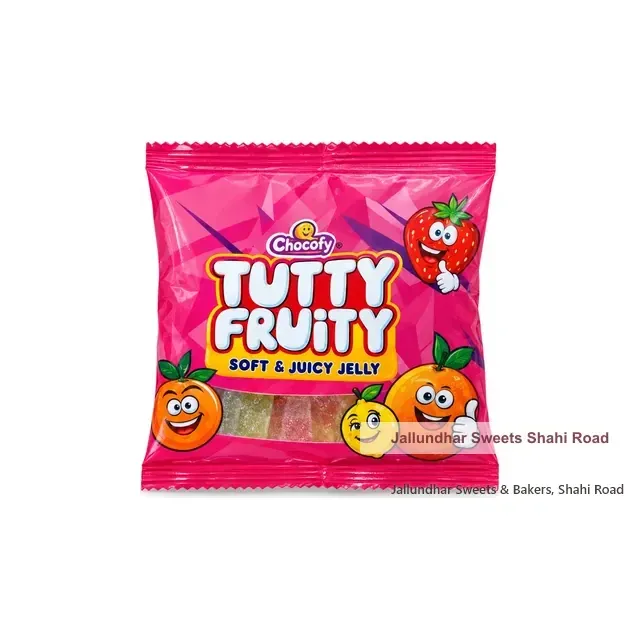 Chocofy®
TUTTY
FRUiTY
SOFT & JUICY JELLY
Jallundhar Sweets Shahi Road
Jallundhar Sweets & Bakers, Shahi Road